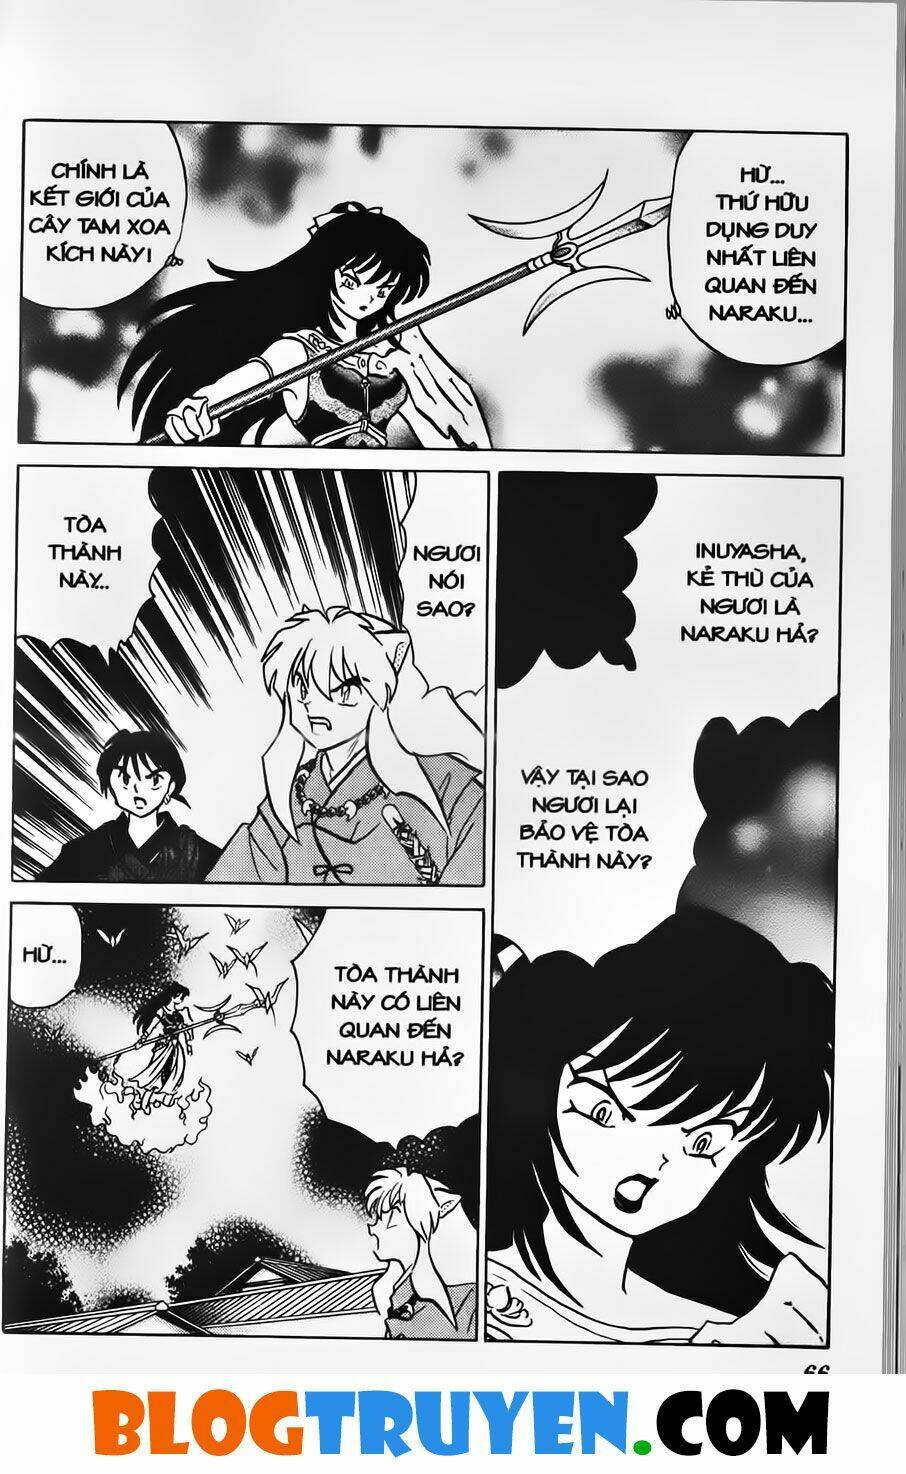 HỪ...
THỨ HỮU
DỤNG DUY
NHẤT LIÊN
QUAN ĐẾN
NARAKU...
CHÍNH LÀ
KẾT GIỚI CỦA
CÂY TAM XOA
KÍCH NÀY!
INUYASHA,
KẺ THÙ CỦA
NGƯƠI LÀ
NARAKU HẢ?
VẬY TẠI SAO
NGƯƠI LẠI
BẢO VỆ TÒA
THÀNH NÀY?
NGƯƠI
NÓI
SAO?
TÒA
THÀNH
NÀY...
TÒA THÀNH
NÀY CÓ LIÊN
QUAN ĐẾN
NARAKU HẢ?
HỪ...
66
BLOGTRUYEN.COM